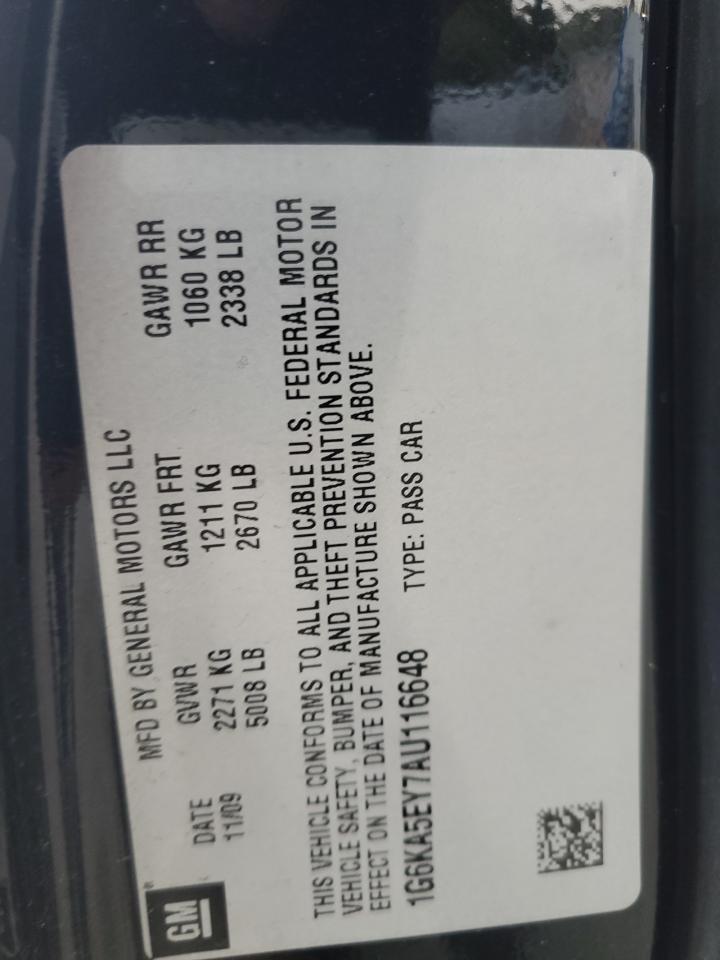 GM
MFD BY GENERAL MOTORS LLC
DATE GVWR GAWR FRT GAWR RR
11/09 2271 KG 1211 KG 1060 KG
5008 LB 2670 LB 2338 LB
THIS VEHICLE CONFORMS TO ALL APPLICABLE U.S. FEDERAL MOTOR
VEHICLE SAFETY, BUMPER, AND THEFT PREVENTION STANDARDS IN
EFFECT ON THE DATE OF MANUFACTURE SHOWN ABOVE.
1G6KA5EY7AU116648 TYPE: PASS CAR